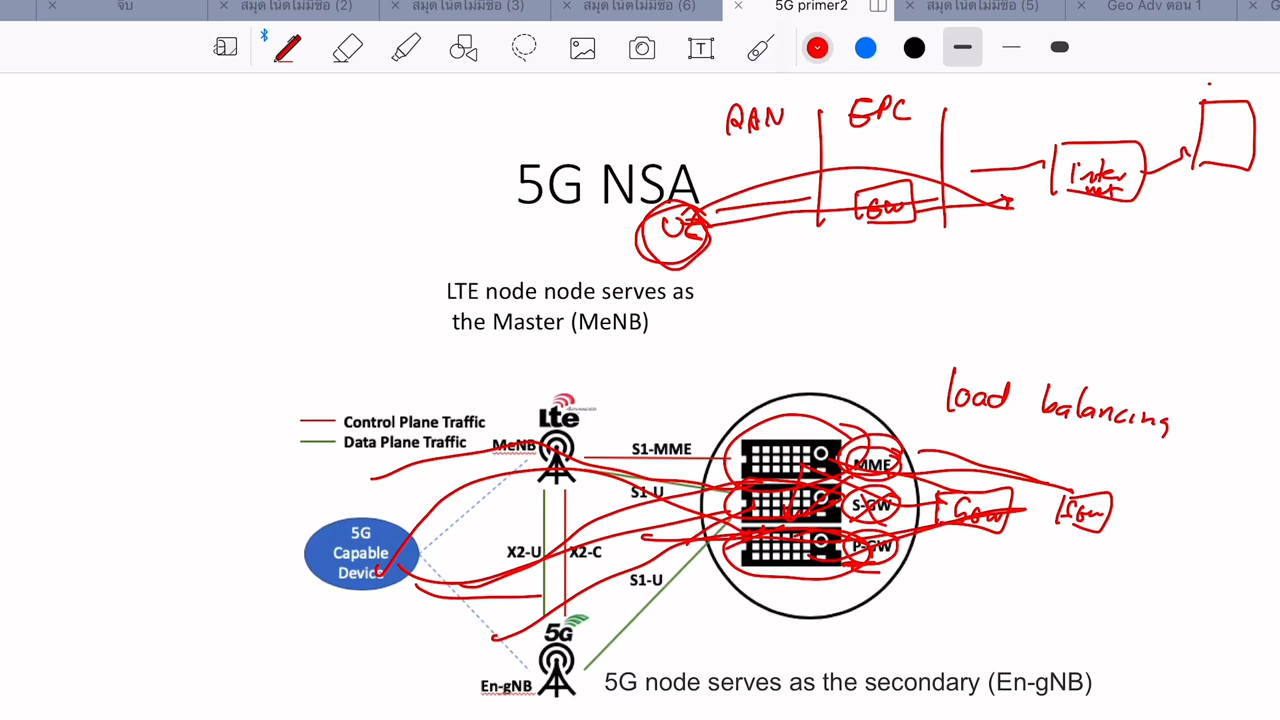 จีบ
สมุดโน้ตไม่มีชื่อ (2)
สมุดโน้ตไม่มีชื่อ (3)
สมุดโน้ตไม่มีชื่อ (6)
5G primer2
สมุดโน้ตไม่มีชื่อ (5)
Geo Adv ตอน 1
RAN
EPC
5G NSA
UE
GW
Internet
LTE node node serves as
the Master (MeNB)
load balancing
Control Plane Traffic
Data Plane Traffic
Lte
MeNB
S1-MME
MME
S1-U
S-GW
5G
Capable
Device
X2-U
X2-C
P-GW
S1-U
5G
En-gNB
5G node serves as the secondary (En-gNB)